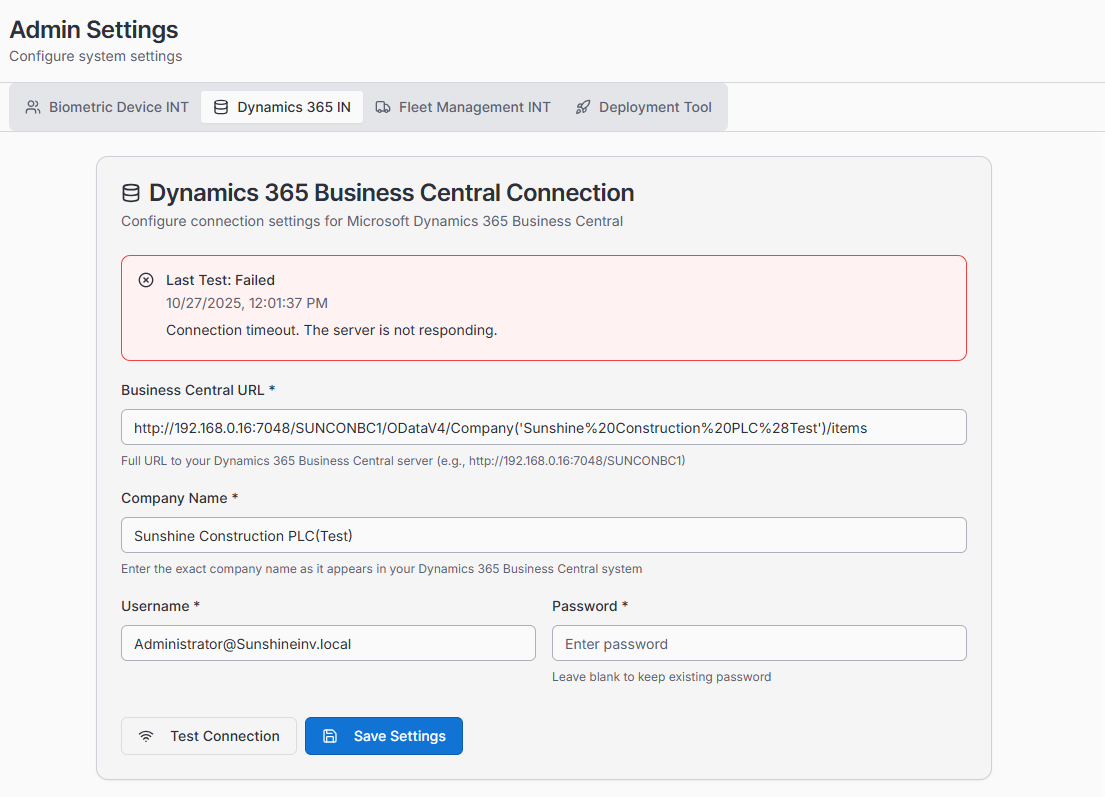 Admin Settings
Configure system settings
Biometric Device INT Dynamics 365 IN Fleet Management INT Deployment Tool
Dynamics 365 Business Central Connection
Configure connection settings for Microsoft Dynamics 365 Business Central
Last Test: Failed
10/27/2025, 12:01:37 PM
Connection timeout. The server is not responding.
Business Central URL *
http://192.168.0.16:7048/SUNCONBC1/ODataV4/Company('Sunshine%20Construction%20PLC%28Test')/items
Full URL to your Dynamics 365 Business Central server (e.g., http://192.168.0.16:7048/SUNCONBC1)
Company Name *
Sunshine Construction PLC(Test)
Enter the exact company name as it appears in your Dynamics 365 Business Central system
Username * Password *
Administrator@Sunshineinv.local Enter password
Leave blank to keep existing password
Test Connection Save Settings